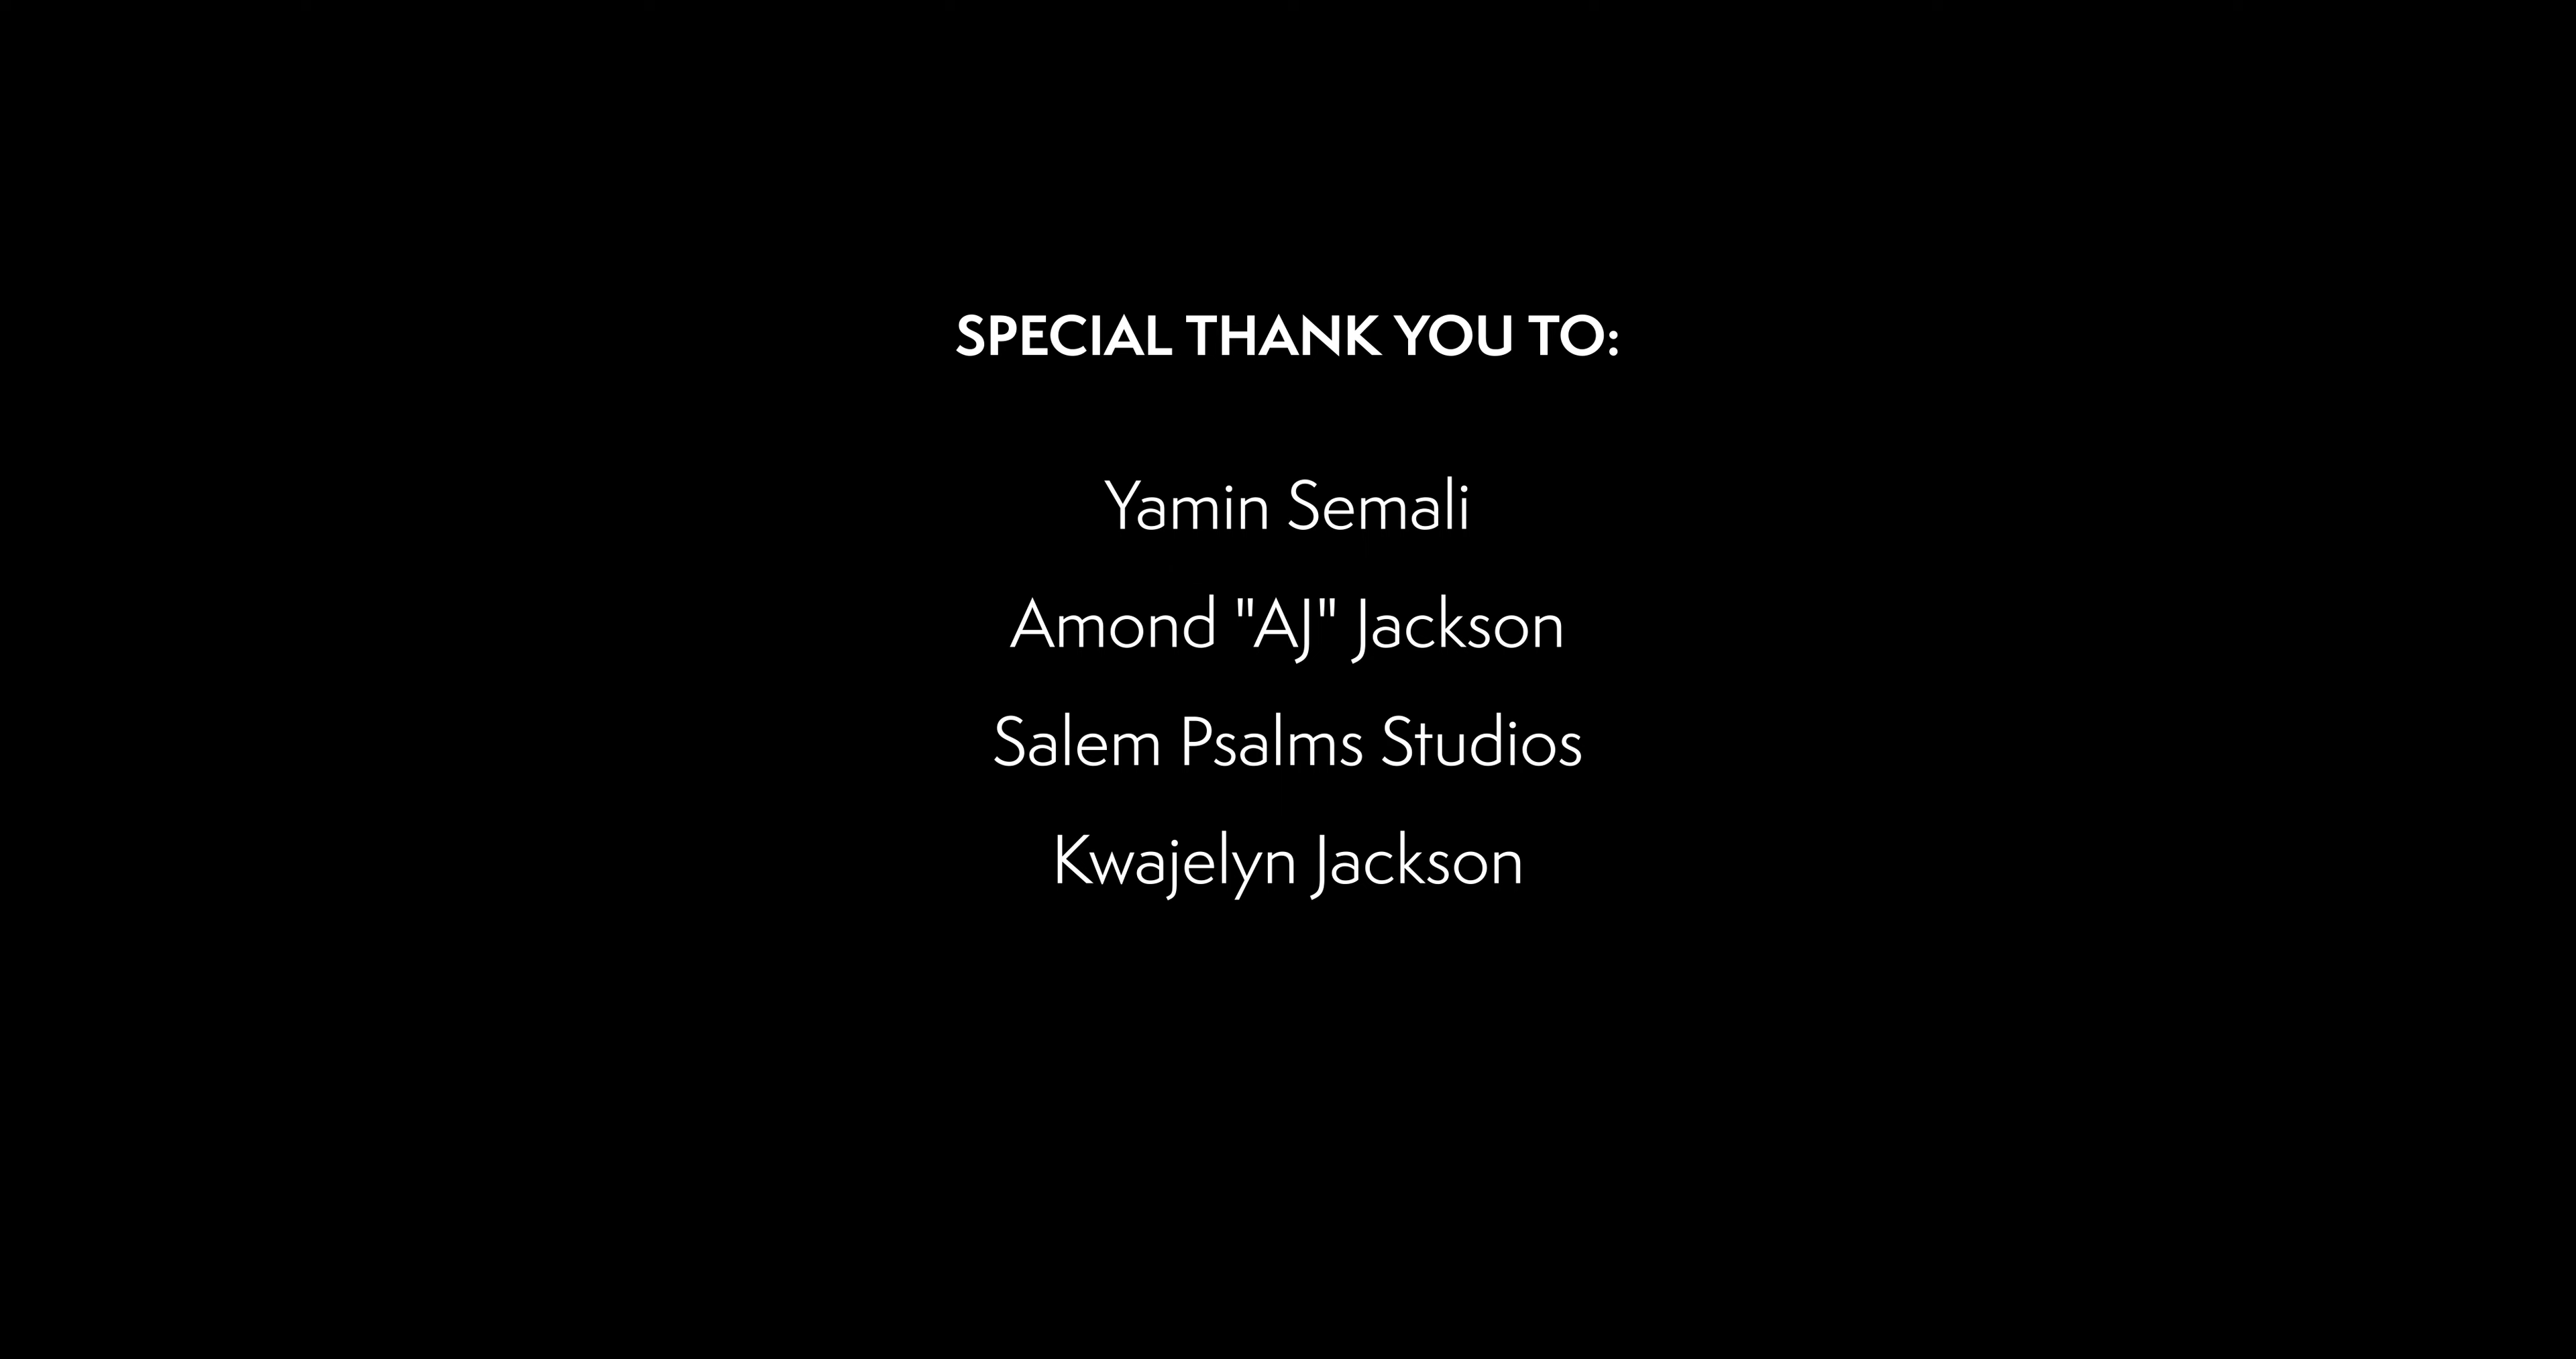 SPECIAL THANK YOU TO:
Yamin Semali
Amond "AJ" Jackson
Salem Psalms Studios
Kwajelyn Jackson